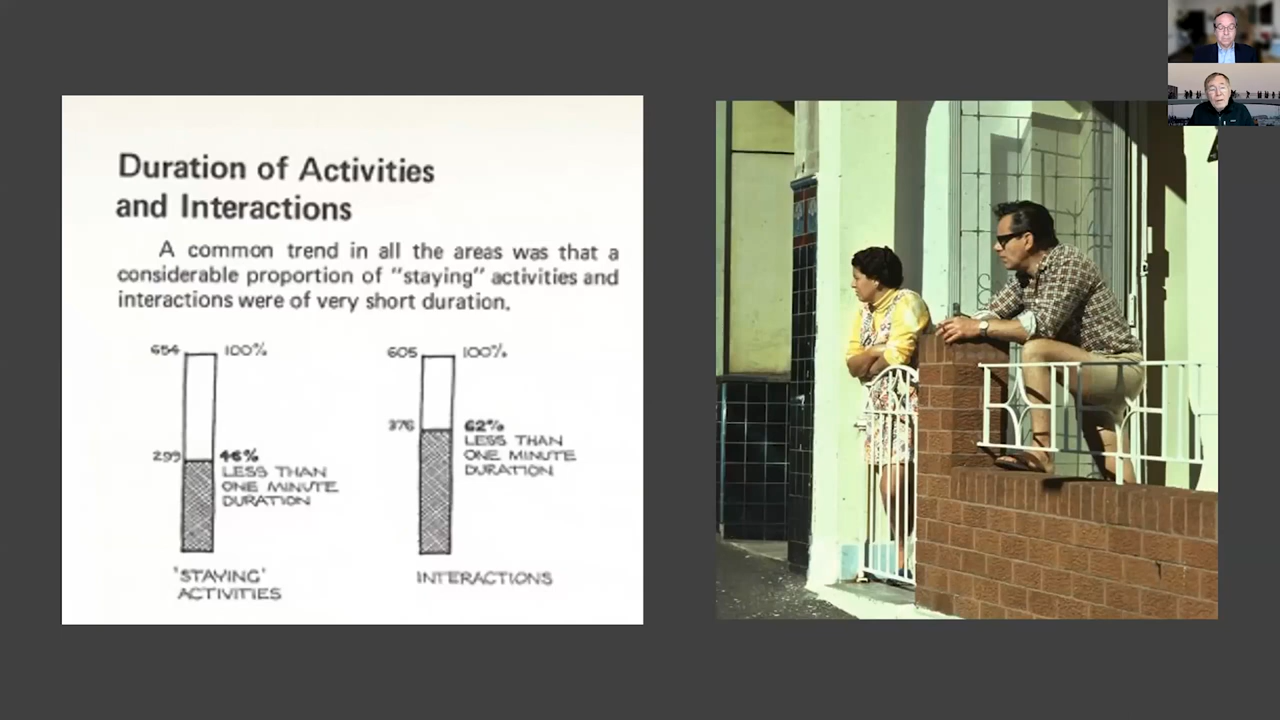 Duration of Activities
and Interactions
A common trend in all the areas was that a
considerable proportion of "staying" activities and
interactions were of very short duration.
654 100%
299 46%
LESS THAN
ONE MINUTE
DURATION
'STAYING'
ACTIVITIES
605 100%
376 62%
LESS THAN
ONE MINUTE
DURATION
INTERACTIONS